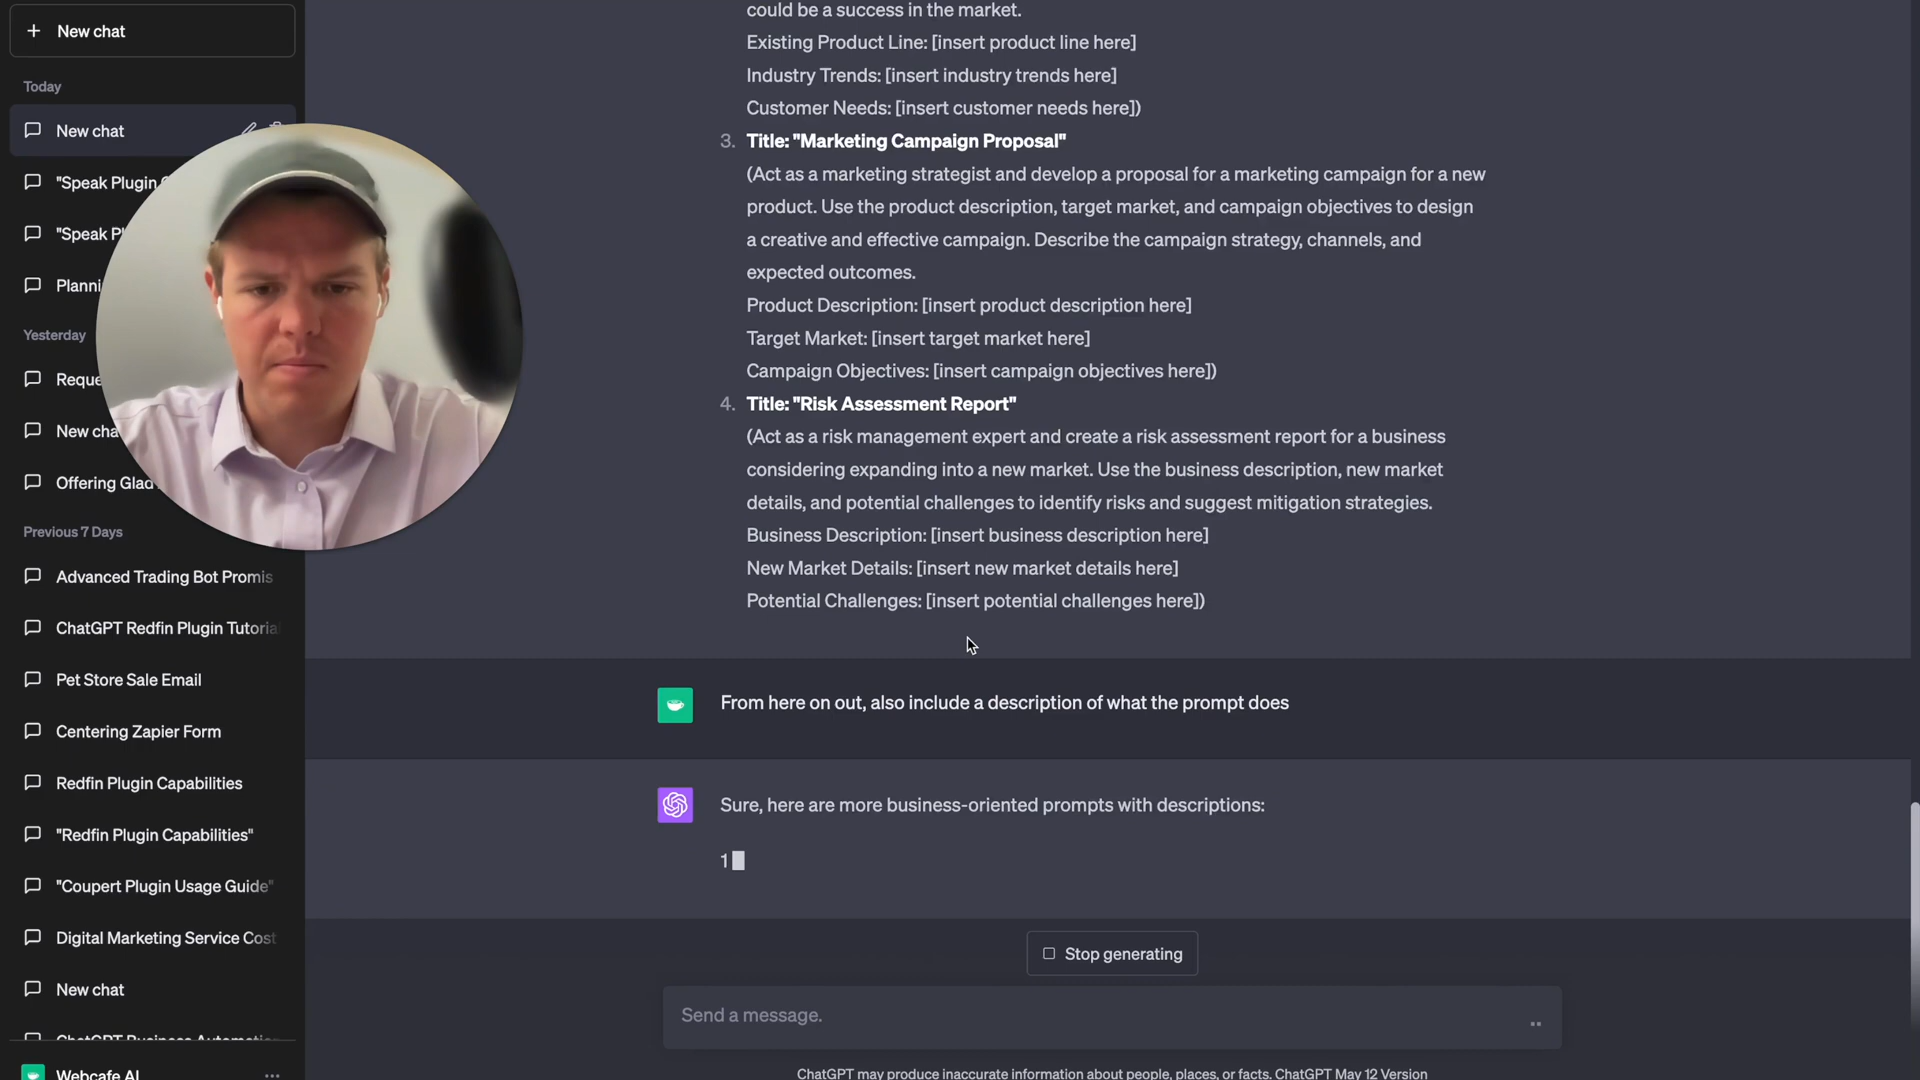 New chat
Today
New chat
"Speak Plugin
"Speak
Yesterday
Previous 7 Days
Advanced Trading Bot Promis
ChatGPT Redfin Plugin Tutoria
Pet Store Sale Email
Centering Zapier Form
Redfin Plugin Capabilities
"Redfin Plugin Capabilities"
"Coupert Plugin Usage Guide"
Digital Marketing Service Cost
New chat
ChatGPT Business Automatio
Webcafe AI
could be a success in the market.
Existing Product Line: [insert product line here]
Industry Trends: [insert industry trends here]
Customer Needs: [insert customer needs here])
3. Title: "Marketing Campaign Proposal"
(Act as a marketing strategist and develop a proposal for a marketing campaign for a new
product. Use the product description, target market, and campaign objectives to design
a creative and effective campaign. Describe the campaign strategy, channels, and
expected outcomes.
Product Description: [insert product description here]
Target Market: [insert target market here]
Campaign Objectives: [insert campaign objectives here])
4. Title: "Risk Assessment Report"
(Act as a risk management expert and create a risk assessment report for a business
considering expanding into a new market. Use the business description, new market
details, and potential challenges to identify risks and suggest mitigation strategies.
Business Description: [insert business description here]
New Market Details: [insert new market details here]
Potential Challenges: [insert potential challenges here])
From here on out, also include a description of what the prompt does
Sure, here are more business-oriented prompts with descriptions:
1
Stop generating
Send a message.
ChatGPT may produce inaccurate information about people, places, or facts. ChatGPT May 12 Version